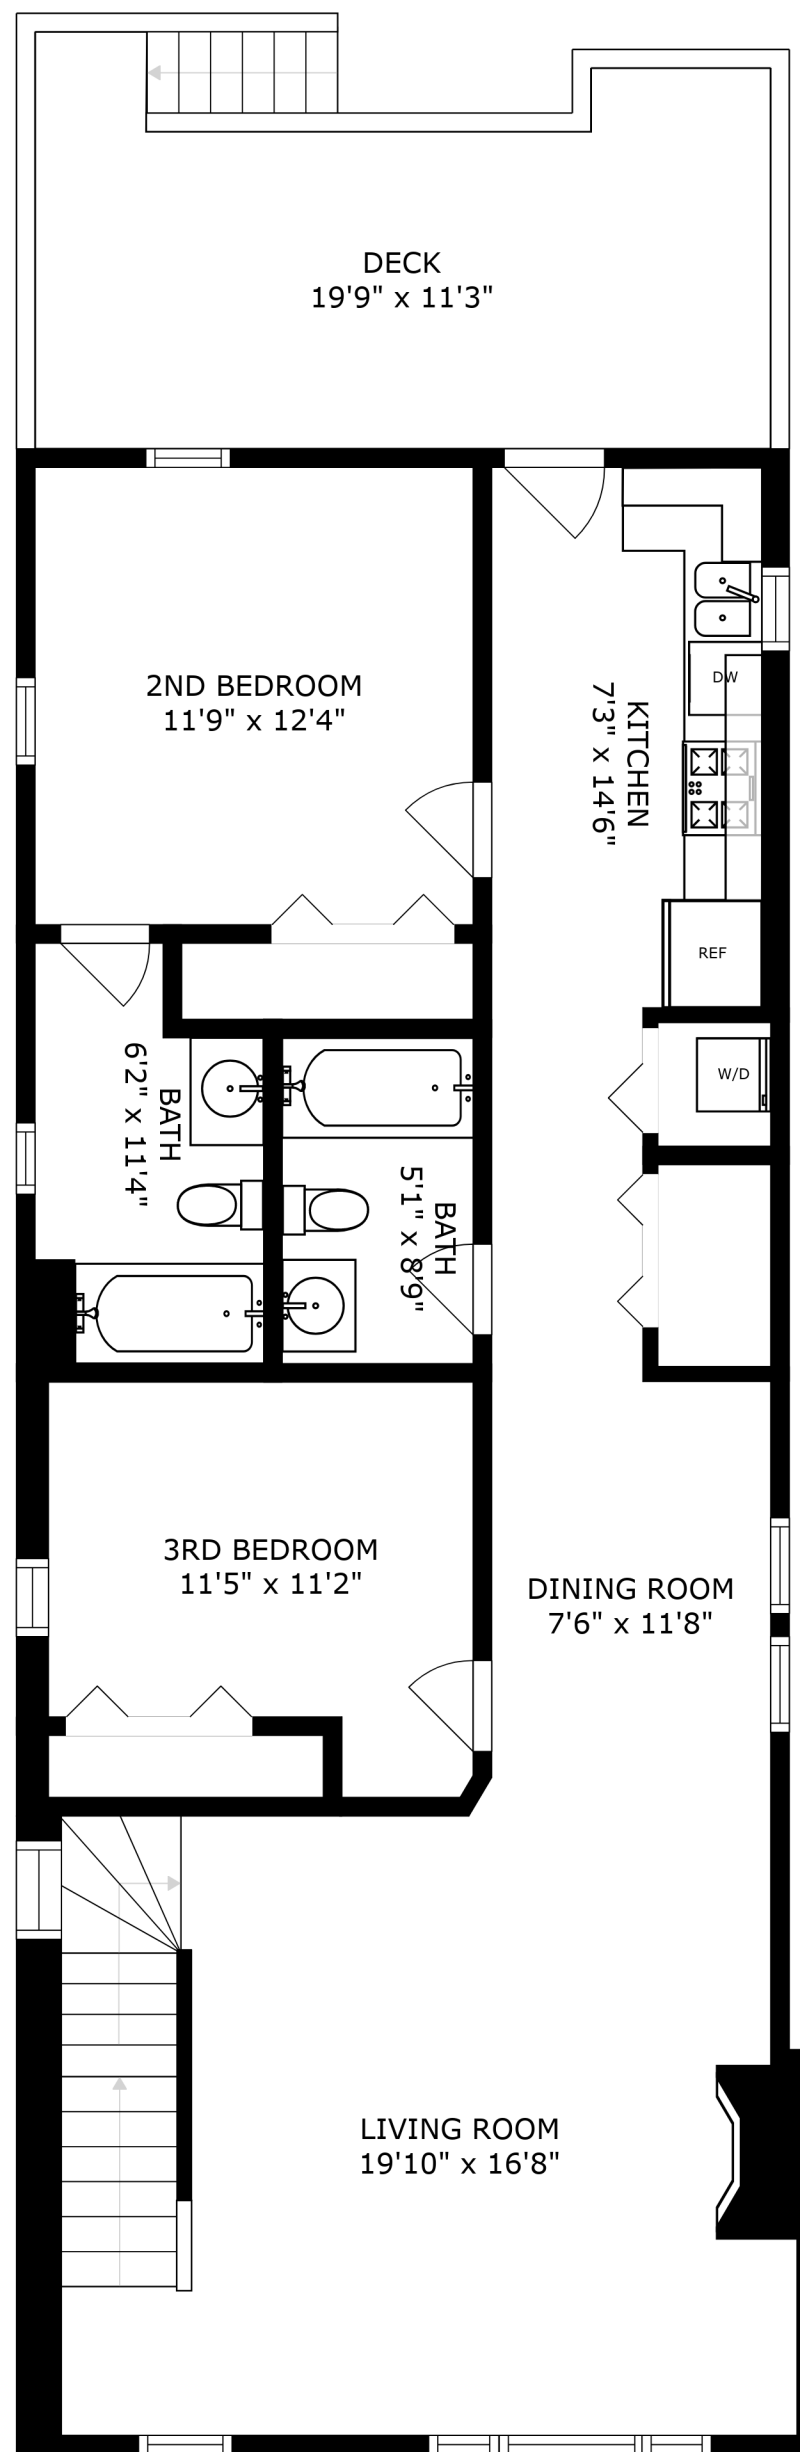 DECK
19'9" x 11'3"
2ND BEDROOM
11'9" x 12'4"
KITCHEN
7'3" x 14'6"
DW
REF
W/D
BATH
6'2" x 11'4"
BATH
5'1" x 8'9"
3RD BEDROOM
11'5" x 11'2"
DINING ROOM
7'6" x 11'8"
LIVING ROOM
19'10" x 16'8"